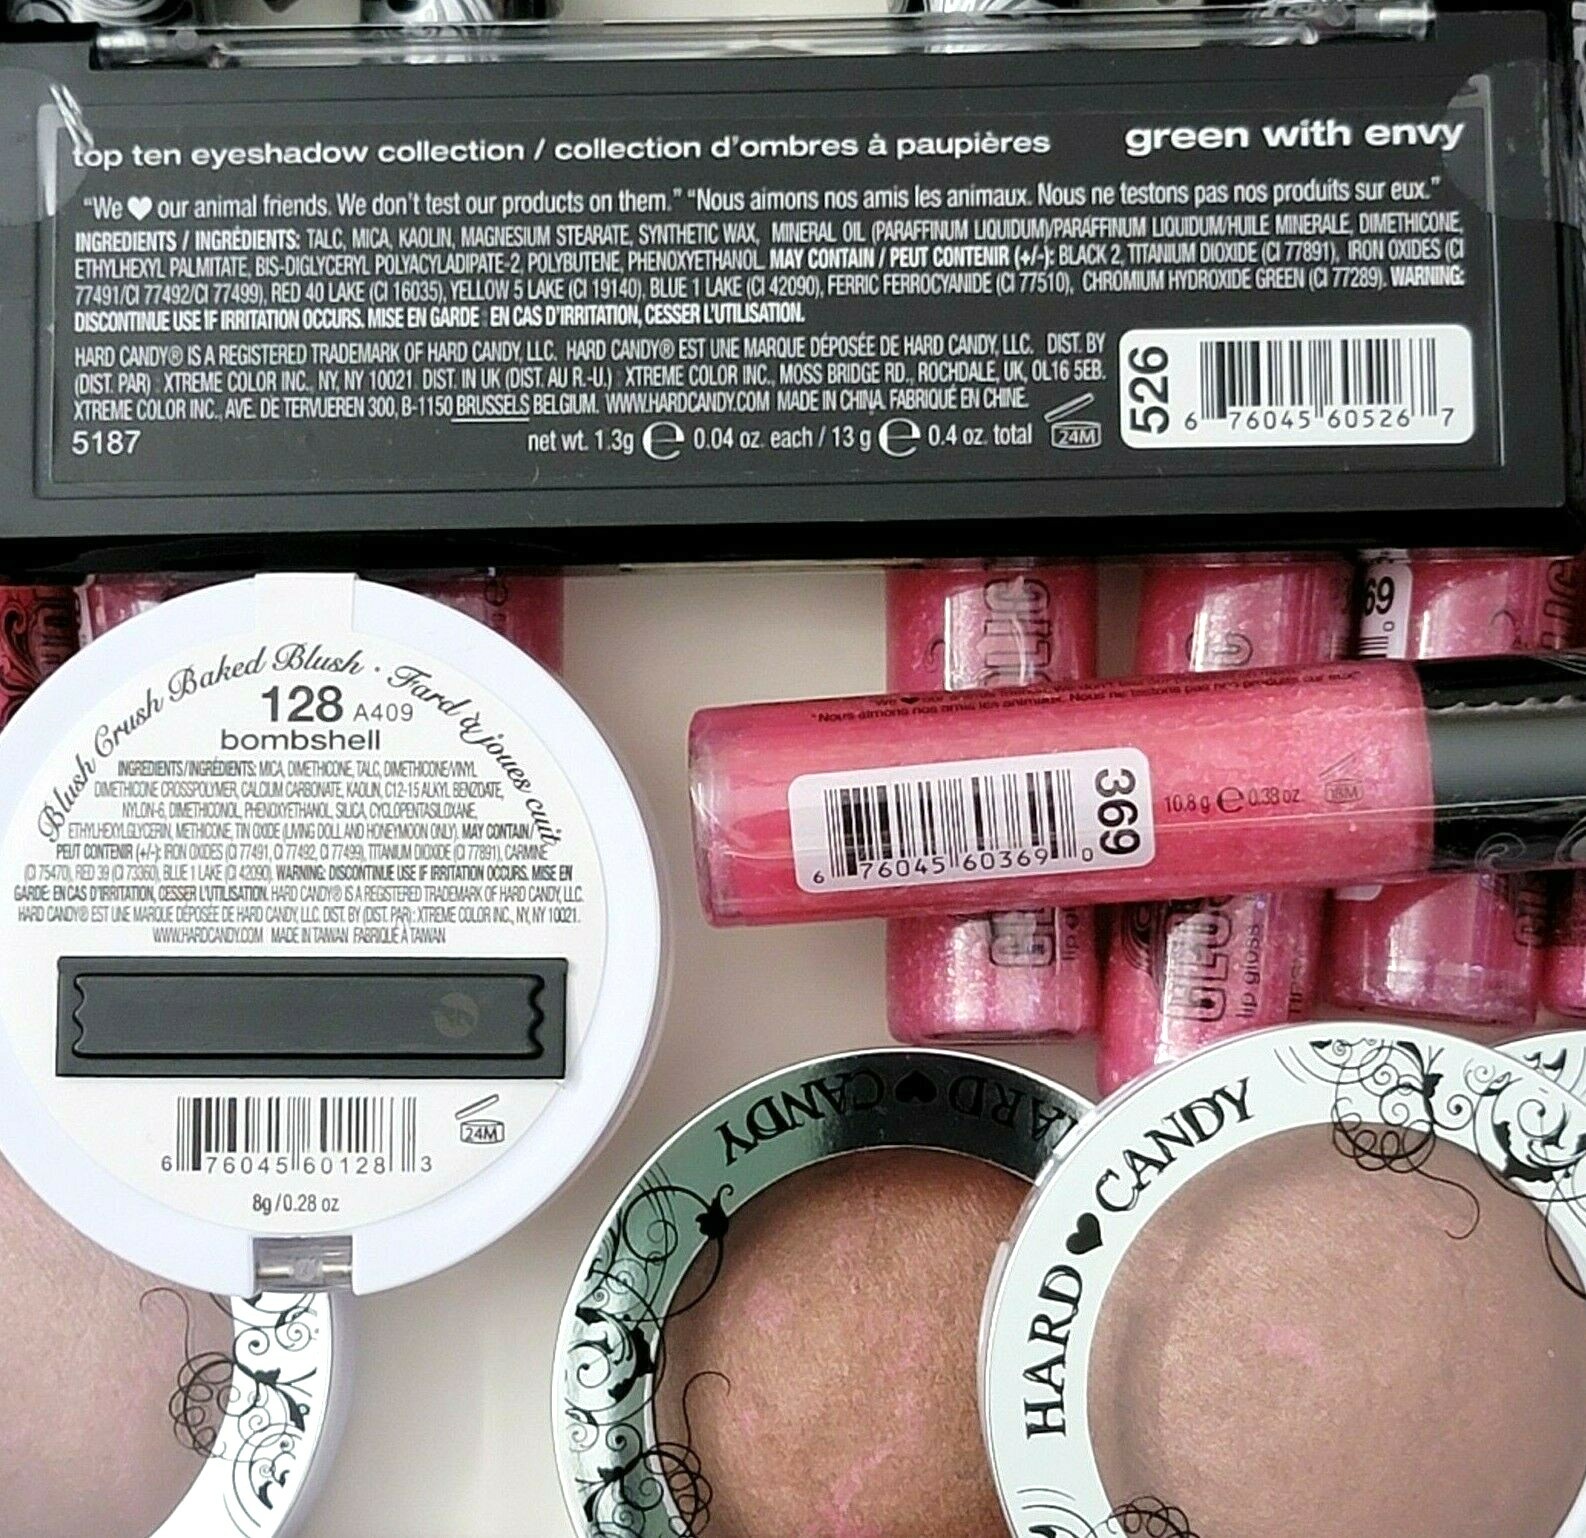 top ten eyeshadow collection / collection d'ombres à paupières
green with envy
"We ♥ our animal friends. We don't test our products on them." "Nous aimons nos amis les animaux. Nous ne testons pas nos produits sur eux."
INGREDIENTS / INGRÉDIENTS: TALC, MICA, KAOLIN, MAGNESIUM STEARATE, SYNTHETIC WAX, MINERAL OIL (PARAFFINUM LIQUIDUM)/PARAFFINUM LIQUIDUM/HUILE MINERALE, DIMETHICONE,
ETHYLHEXYL PALMITATE, BIS-DIGLYCERYL POLYACYLADIPATE-2, POLYBUTENE, PHENOXYETHANOL. MAY CONTAIN / PEUT CONTENIR (+/-): BLACK 2, TITANIUM DIOXIDE (CI 77891), IRON OXIDES (CI
77491/CI 77492/CI 77499), RED 40 LAKE (CI 16035), YELLOW 5 LAKE (CI 19140), BLUE 1 LAKE (CI 42090), FERRIC FERROCYANIDE (CI 77510), CHROMIUM HYDROXIDE GREEN (CI 77289). WARNING:
DISCONTINUE USE IF IRRITATION OCCURS. MISE EN GARDE : EN CAS D'IRRITATION, CESSER L'UTILISATION.
HARD CANDY® IS A REGISTERED TRADEMARK OF HARD CANDY, LLC. HARD CANDY® EST UNE MARQUE DÉPOSÉE DE HARD CANDY, LLC. DIST. BY
(DIST. PAR) : XTREME COLOR INC., NY, NY 10021. DIST. IN UK (DIST. AU R.-U.) : XTREME COLOR INC., MOSS BRIDGE RD., ROCHDALE, UK, OL16 5EB.
XTREME COLOR INC., AVE. DE TERVUEREN 300, B-1150 BRUSSELS BELGIUM. WWW.HARDCANDY.COM MADE IN CHINA. FABRIQUÉ EN CHINE.
5187
net wt. 1.3g ℮ 0.04 oz. each / 13 g ℮ 0.4 oz. total
24M
526
6 76045 60526 7
69
0
Blush Crush Baked Blush · Fard à joues cuit
128 A409
bombshell
INGREDIENTS/INGRÉDIENTS: MICA, DIMETHICONE, TALC, DIMETHICONE/VINYL
DIMETHICONE CROSSPOLYMER, CALCIUM CARBONATE, KAOLIN, C12-15 ALKYL BENZOATE,
NYLON-6, DIMETHICONOL, PHENOXYETHANOL, SILICA, CYCLOPENTASILOXANE,
ETHYLHEXYLGLYCERIN, METHICONE, TIN OXIDE (LIVING DOLL AND HONEYMOON ONLY). MAY CONTAIN/
PEUT CONTENIR (+/-): IRON OXIDES (CI 77491, CI 77492, CI 77499), TITANIUM DIOXIDE (CI 77891), CARMINE
(CI 75470), RED 39 (CI 73360), BLUE 1 LAKE (CI 42090). WARNING: DISCONTINUE USE IF IRRITATION OCCURS. MISE EN
GARDE: EN CAS D'IRRITATION, CESSER L'UTILISATION. HARD CANDY® IS A REGISTERED TRADEMARK OF HARD CANDY, LLC.
HARD CANDY® EST UNE MARQUE DÉPOSÉE DE HARD CANDY, LLC. DIST. BY (DIST. PAR): XTREME COLOR INC., NY, NY 10021.
WWW.HARDCANDY.COM MADE IN TAIWAN FABRIQUÉ À TAIWAN
6 76045 60128 3
24M
8g/0.28 oz
We ♥ our animal friends.
"Nous aimons nos amis les animaux. Nous ne testons pas nos produits sur eux"
369
6 76045 60369 0
10.8 g ℮ 0.38 oz.
18M
lip gloss
HARD ♥ CANDY
HARD ♥ CANDY